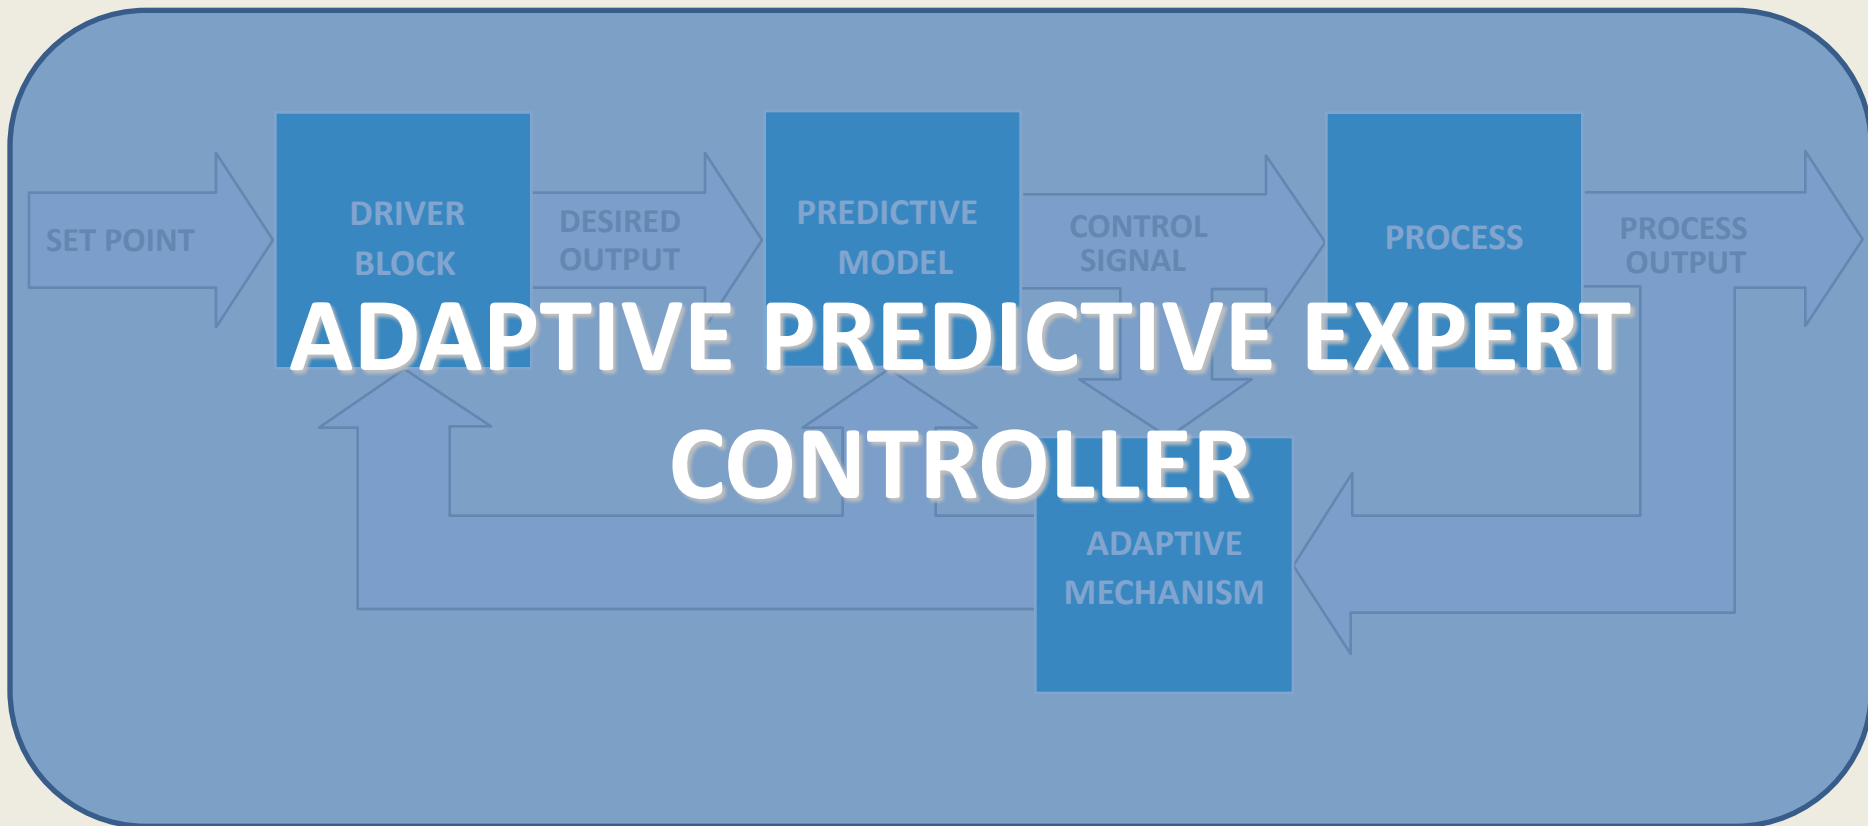 SET POINT
DRIVER
BLOCK
DESIRED
OUTPUT
PREDICTIVE
MODEL
CONTROL
SIGNAL
PROCESS
PROCESS
OUTPUT
ADAPTIVE PREDICTIVE EXPERT
CONTROLLER
ADAPTIVE
MECHANISM